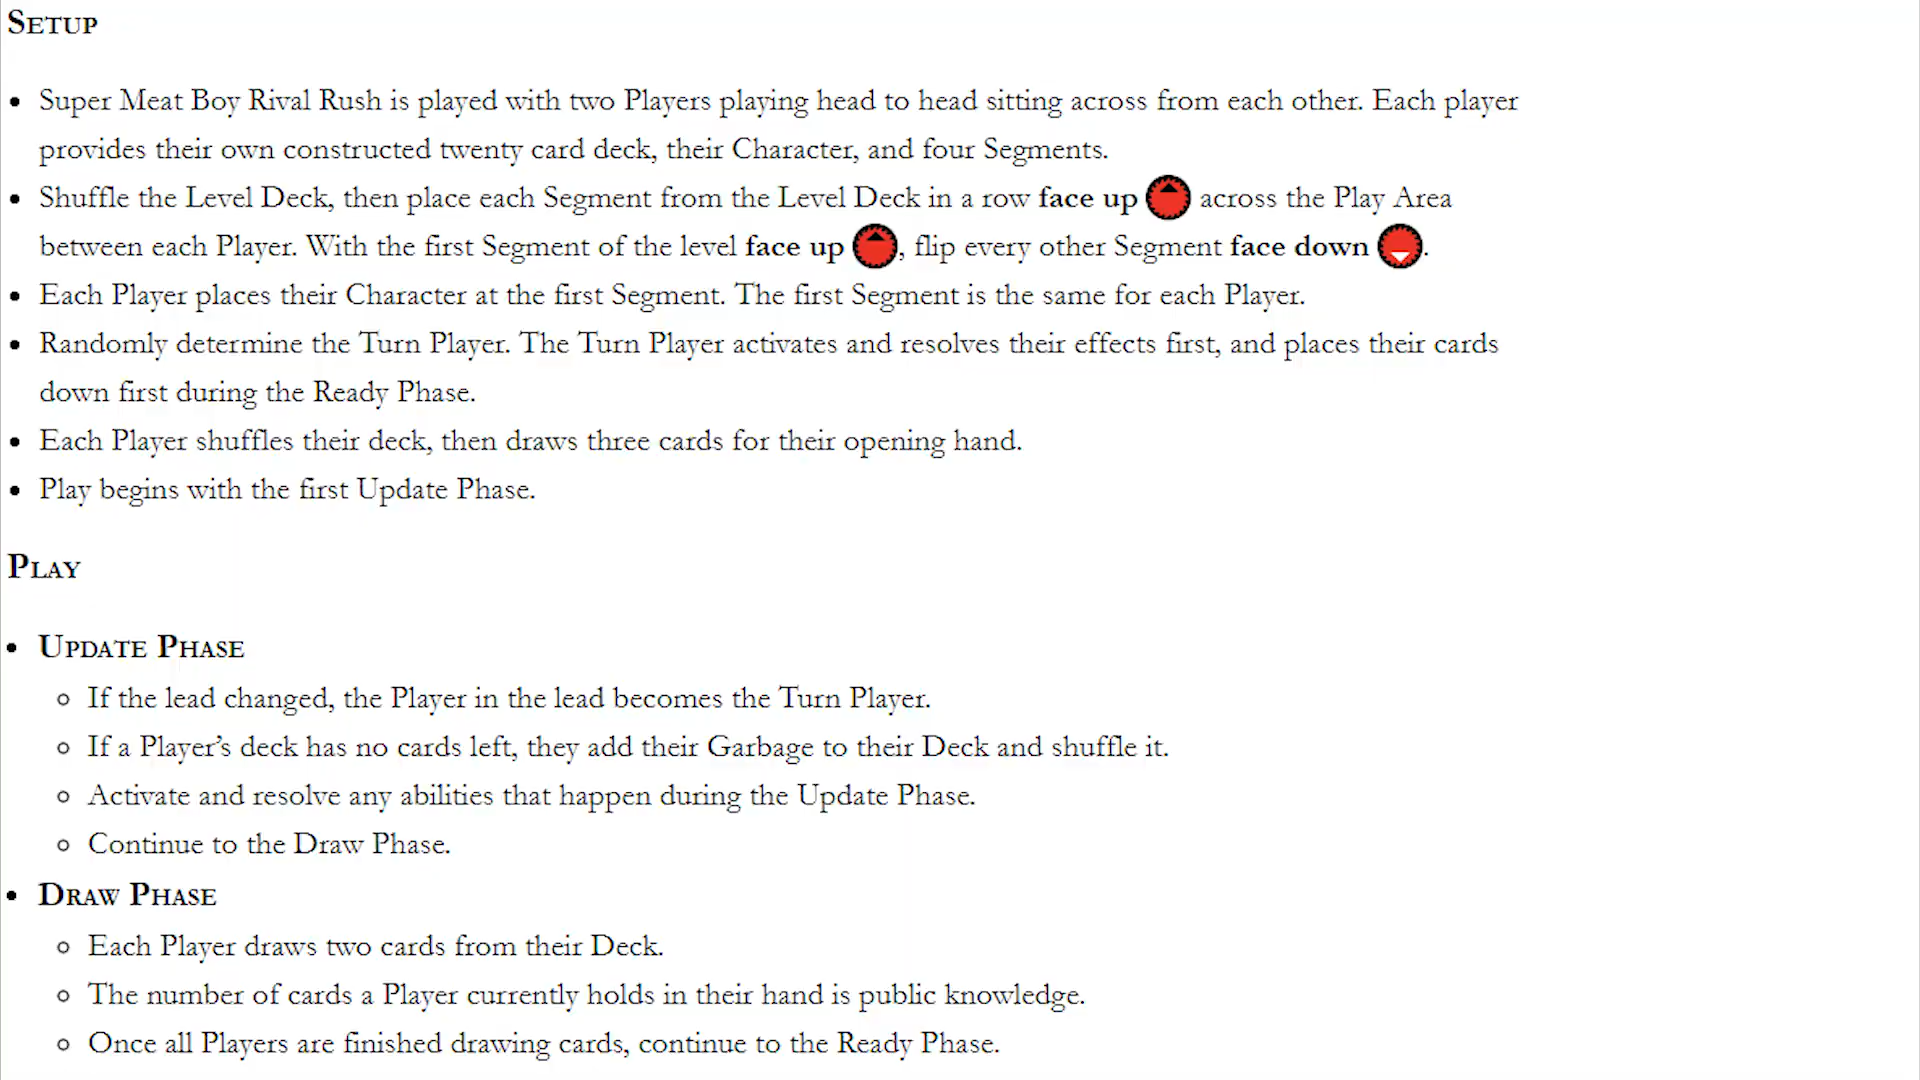 SETUP
• Super Meat Boy Rival Rush is played with two Players playing head to head sitting across from each other. Each player
provides their own constructed twenty card deck, their Character, and four Segments.
• Shuffle the Level Deck, then place each Segment from the Level Deck in a row face up across the Play Area
between each Player. With the first Segment of the level face up , flip every other Segment face down .
• Each Player places their Character at the first Segment. The first Segment is the same for each Player.
• Randomly determine the Turn Player. The Turn Player activates and resolves their effects first, and places their cards
down first during the Ready Phase.
• Each Player shuffles their deck, then draws three cards for their opening hand.
• Play begins with the first Update Phase.
PLAY
• UPDATE PHASE
◦ If the lead changed, the Player in the lead becomes the Turn Player.
◦ If a Player’s deck has no cards left, they add their Garbage to their Deck and shuffle it.
◦ Activate and resolve any abilities that happen during the Update Phase.
◦ Continue to the Draw Phase.
• DRAW PHASE
◦ Each Player draws two cards from their Deck.
◦ The number of cards a Player currently holds in their hand is public knowledge.
◦ Once all Players are finished drawing cards, continue to the Ready Phase.